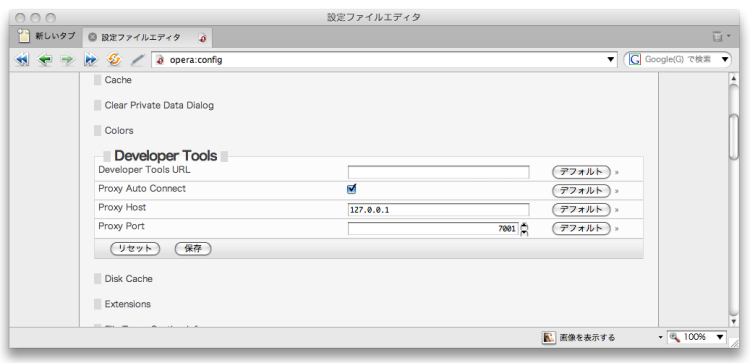 設定ファイルエディタ
新しいタブ
設定ファイルエディタ
opera:config
Google(G) で検索
Cache
Clear Private Data Dialog
Colors
Developer Tools
Developer Tools URL
デフォルト »
Proxy Auto Connect
デフォルト »
Proxy Host
127.0.0.1
デフォルト »
Proxy Port
7001
デフォルト »
リセット 保存
Disk Cache
Extensions
画像を表示する
100%